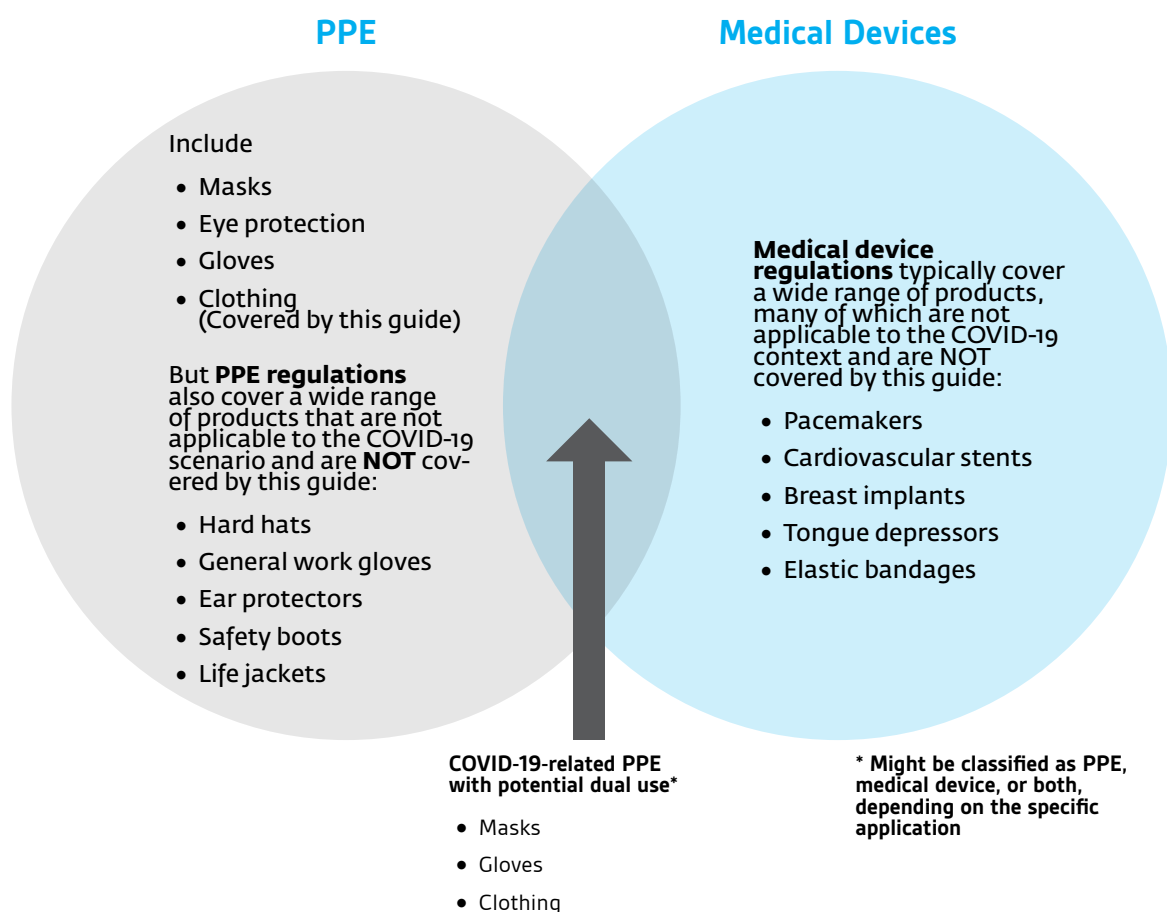 PPE
Medical Devices
Include
• Masks
• Eye protection
• Gloves
• Clothing
(Covered by this guide)
But PPE regulations
also cover a wide range
of products that are not
applicable to the COVID-19
scenario and are NOT cov-
ered by this guide:
• Hard hats
• General work gloves
• Ear protectors
• Safety boots
• Life jackets
Medical device
regulations typically cover
a wide range of products,
many of which are not
applicable to the COVID-19
context and are NOT
covered by this guide:
• Pacemakers
• Cardiovascular stents
• Breast implants
• Tongue depressors
• Elastic bandages
COVID-19-related PPE
with potential dual use*
• Masks
• Gloves
• Clothing
* Might be classified as PPE,
medical device, or both,
depending on the specific
application